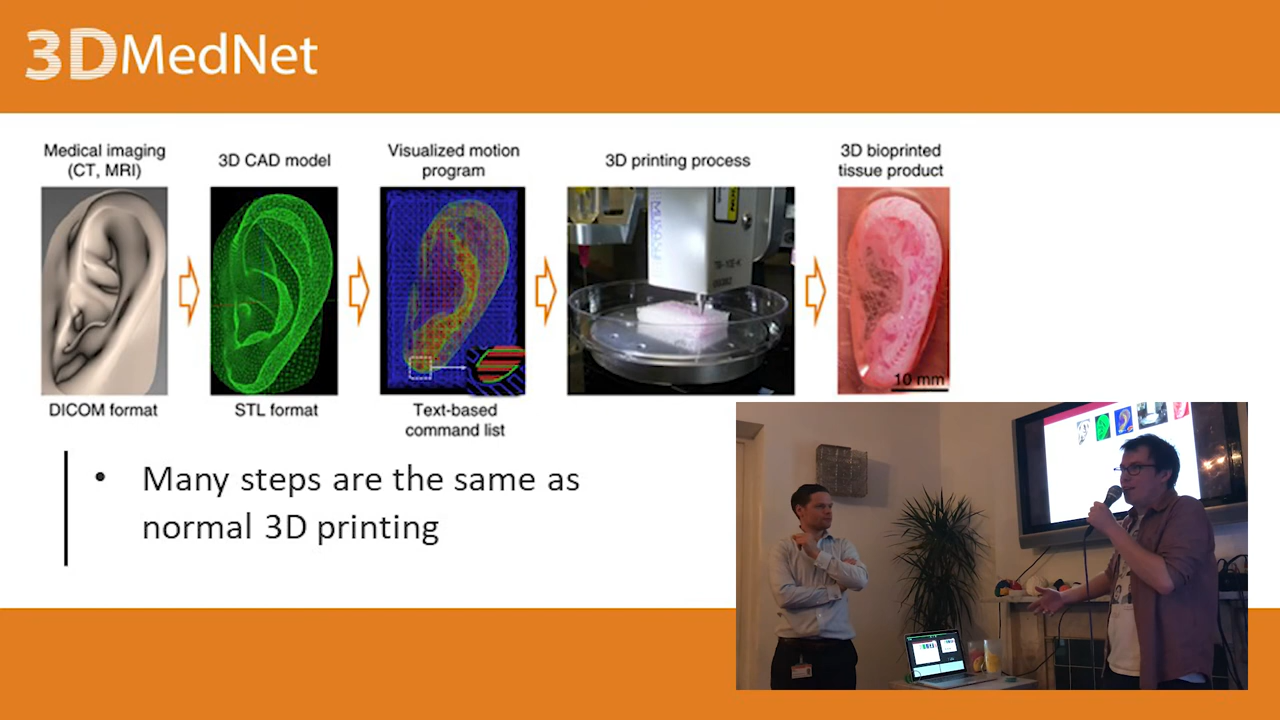 3DMedNet
Medical imaging
(CT, MRI)
3D CAD model
Visualized motion
program
3D printing process
3D bioprinted
tissue product
10 mm
DICOM format
STL format
Text-based
command list
• Many steps are the same as
normal 3D printing